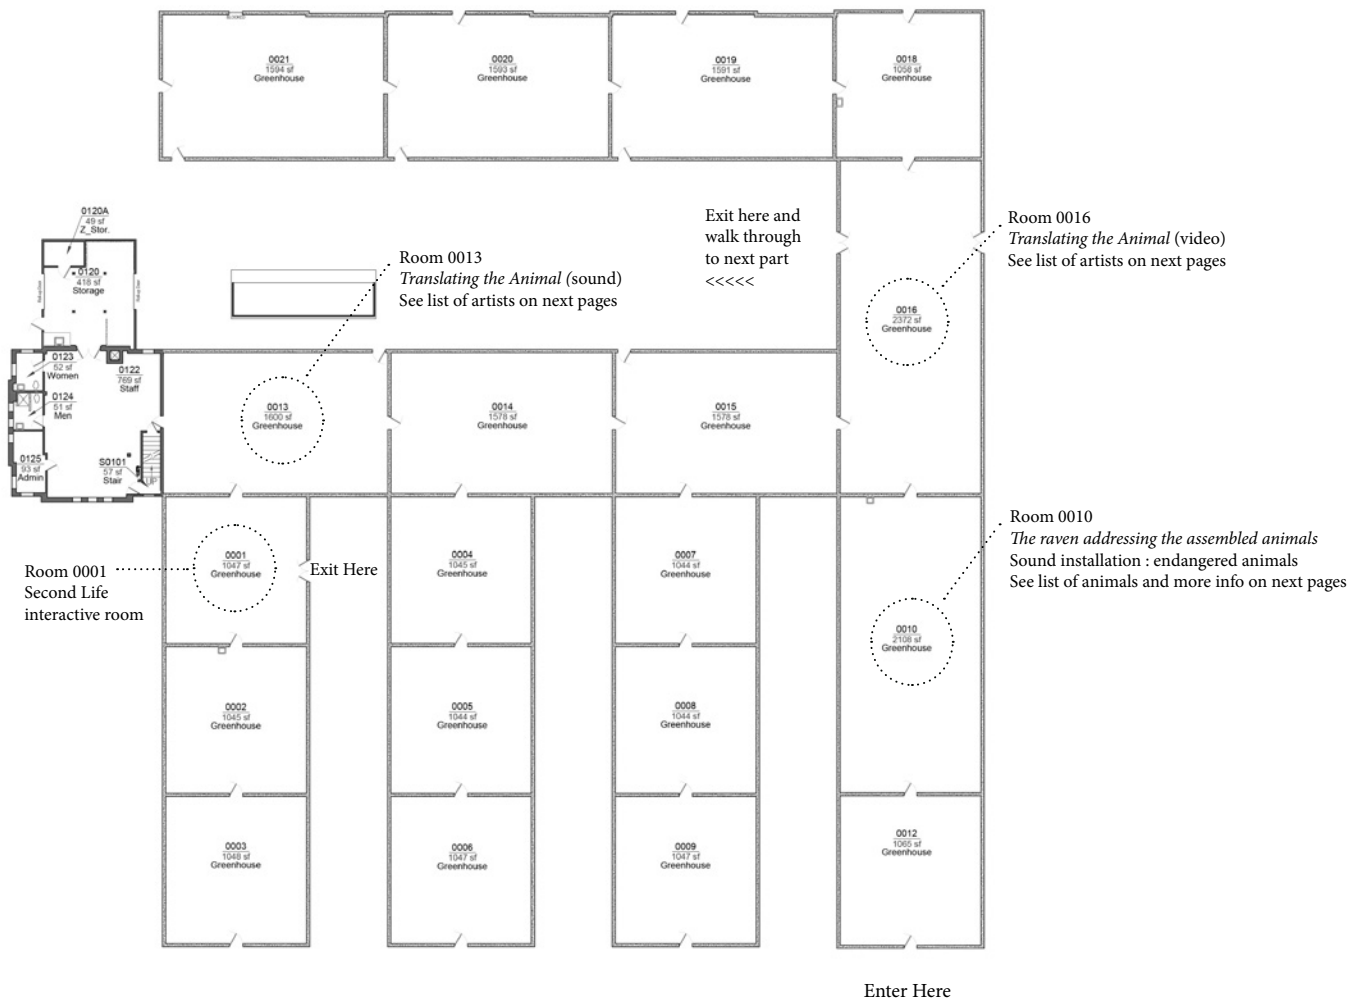 BLOCKED
0021
1594 sf
Greenhouse
0020
1593 sf
Greenhouse
0019
1591 sf
Greenhouse
0018
1058 sf
Greenhouse
0120A
49 sf
Z_Stor.
0120
418 sf
Storage
Exit here and
walk through
to next part
<<<<<
Room 0016
Translating the Animal (video)
See list of artists on next pages
Room 0013
Translating the Animal (sound)
See list of artists on next pages
0016
2372 sf
Greenhouse
0123
52 sf
Women
0122
769 sf
Staff
0124
51 sf
Men
0125
93 sf
Admin
S0101
57 sf
Stair
UP
0013
1600 sf
Greenhouse
0014
1578 sf
Greenhouse
0015
1578 sf
Greenhouse
Room 0010
The raven addressing the assembled animals
Sound installation : endangered animals
See list of animals and more info on next pages
Room 0001
Second Life
interactive room
0001
1047 sf
Greenhouse
Exit Here
0004
1045 sf
Greenhouse
0007
1044 sf
Greenhouse
0010
2108 sf
Greenhouse
0002
1045 sf
Greenhouse
0005
1044 sf
Greenhouse
0008
1044 sf
Greenhouse
0003
1048 sf
Greenhouse
0006
1047 sf
Greenhouse
0009
1047 sf
Greenhouse
0012
1065 sf
Greenhouse
Enter Here